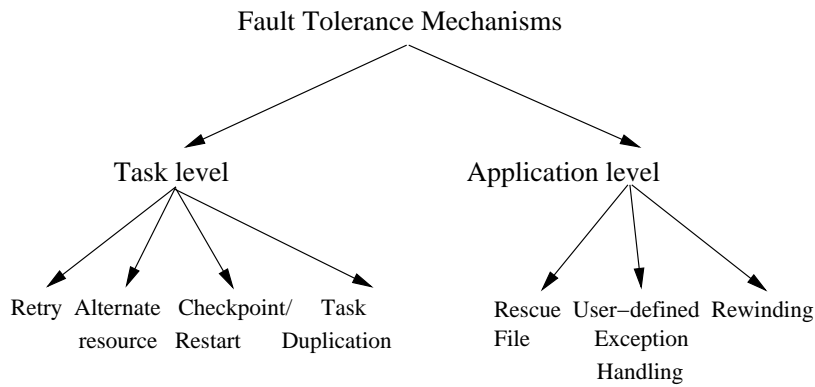 Fault Tolerance Mechanisms
Task level
Application level
Retry
Alternate
resource
Checkpoint/
Restart
Task
Duplication
Rescue
File
User−defined
Exception
Handling
Rewinding